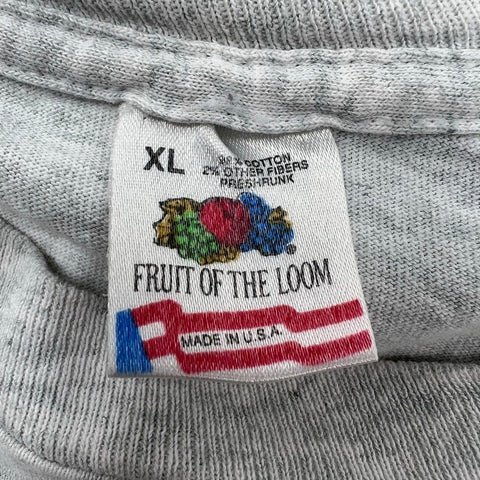 XL
98% COTTON
2% OTHER FIBERS
PRESHRUNK
®
FRUIT OF THE LOOM
MADE IN U.S.A.